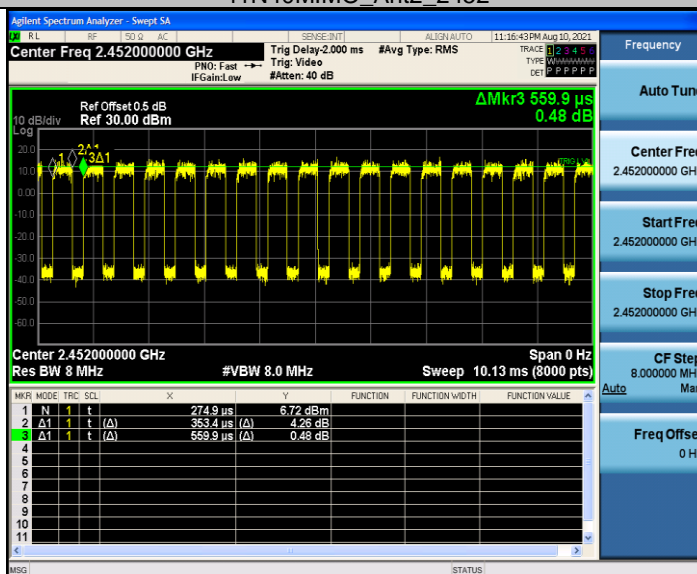 11N40MIMO_Ant2_2452
Agilent Spectrum Analyzer - Swept SA
RL RF 50 Ω AC SENSE:INT ALIGN AUTO 11:16:43 PM Aug 10, 2021
Center Freq 2.452000000 GHz Trig Delay-2.000 ms #Avg Type: RMS TRACE 1 2 3 4 5 6
PNO: Fast Trig: Video TYPE W
IFGain:Low #Atten: 40 dB DET P P P P P P
ΔMkr3 559.9 µs
0.48 dB
Ref Offset 0.5 dB
10 dB/div Ref 30.00 dBm
Log
20.0
10.0
0.00
-10.0
-20.0
-30.0
-40.0
-50.0
-60.0
1
2Δ1
3Δ1
Center 2.452000000 GHz Span 0 Hz
Res BW 8 MHz #VBW 8.0 MHz Sweep 10.13 ms (8000 pts)
MKR MODE TRC SCL X Y FUNCTION FUNCTION WIDTH FUNCTION VALUE
1 N 1 t 274.9 µs 6.72 dBm
2 Δ1 1 t (Δ) 353.4 µs (Δ) 4.26 dB
3 Δ1 1 t (Δ) 559.9 µs (Δ) 0.48 dB
4
5
6
7
8
9
10
11
MSG STATUS
Frequency
Auto Tun
Center Fre
2.452000000 GH
Start Fre
2.452000000 GH
Stop Fre
2.452000000 GH
CF Step
8.000000 MH
Auto Ma
Freq Offse
0 H